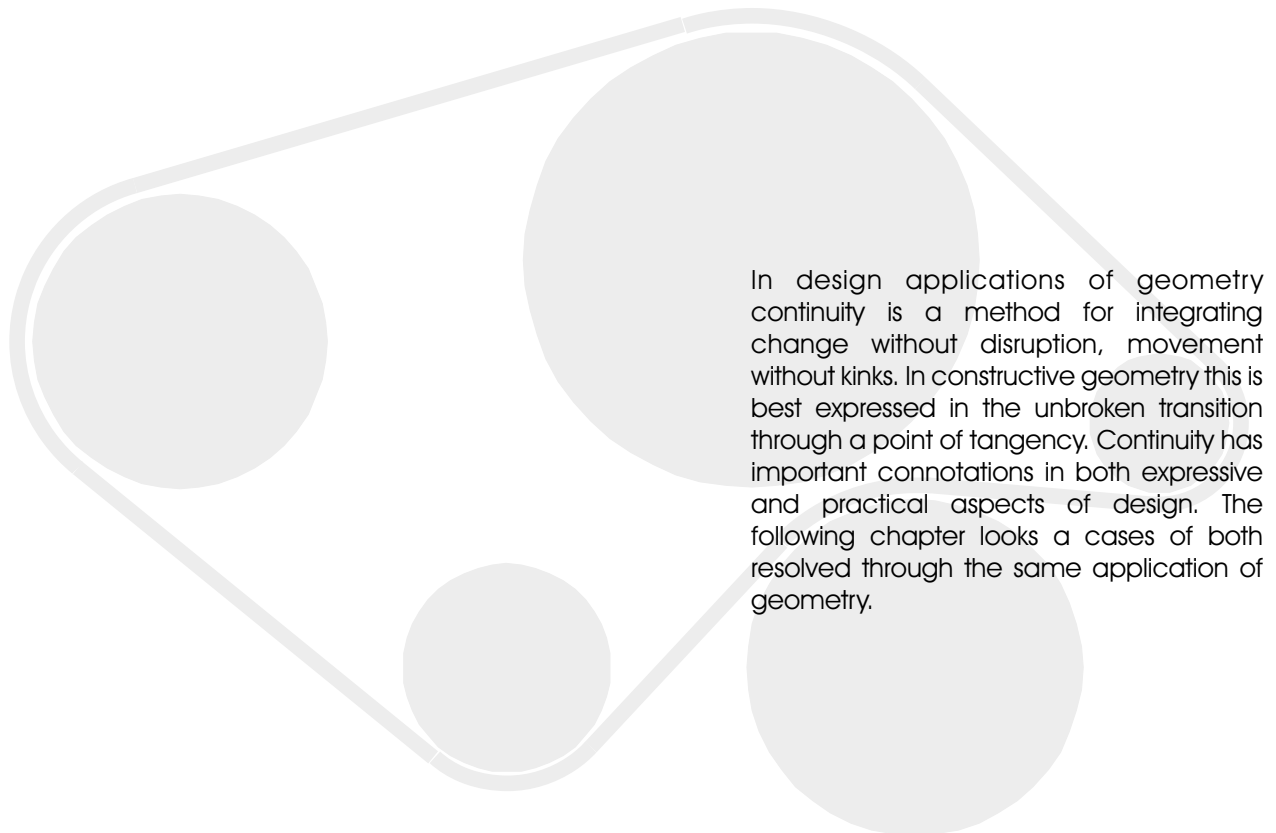 In design applications of geometry
continuity is a method for integrating
change without disruption, movement
without kinks. In constructive geometry this is
best expressed in the unbroken transition
through a point of tangency. Continuity has
important connotations in both expressive
and practical aspects of design. The
following chapter looks a cases of both
resolved through the same application of
geometry.